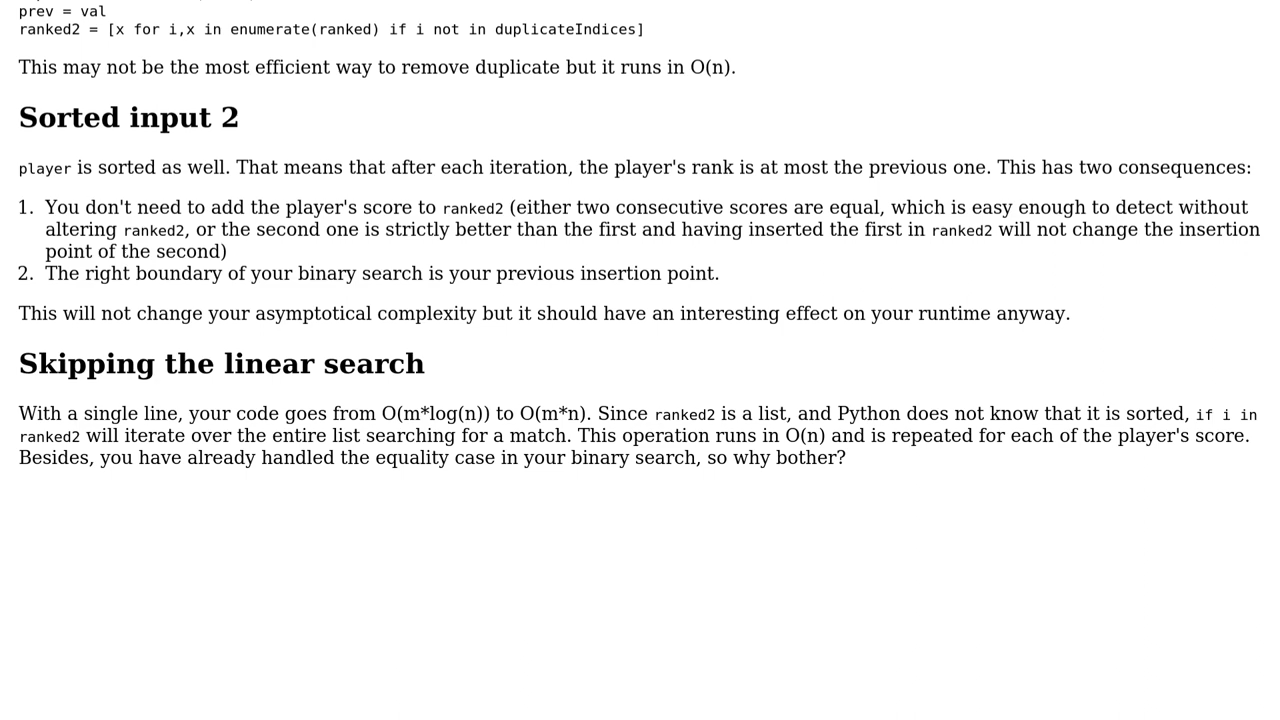 prev = val
ranked2 = [x for i,x in enumerate(ranked) if i not in duplicateIndices]
This may not be the most efficient way to remove duplicate but it runs in O(n).
Sorted input 2
player is sorted as well. That means that after each iteration, the player's rank is at most the previous one. This has two consequences:
1. You don't need to add the player's score to ranked2 (either two consecutive scores are equal, which is easy enough to detect without
altering ranked2, or the second one is strictly better than the first and having inserted the first in ranked2 will not change the insertion
point of the second)
2. The right boundary of your binary search is your previous insertion point.
This will not change your asymptotical complexity but it should have an interesting effect on your runtime anyway.
Skipping the linear search
With a single line, your code goes from O(m*log(n)) to O(m*n). Since ranked2 is a list, and Python does not know that it is sorted, if i in
ranked2 will iterate over the entire list searching for a match. This operation runs in O(n) and is repeated for each of the player's score.
Besides, you have already handled the equality case in your binary search, so why bother?